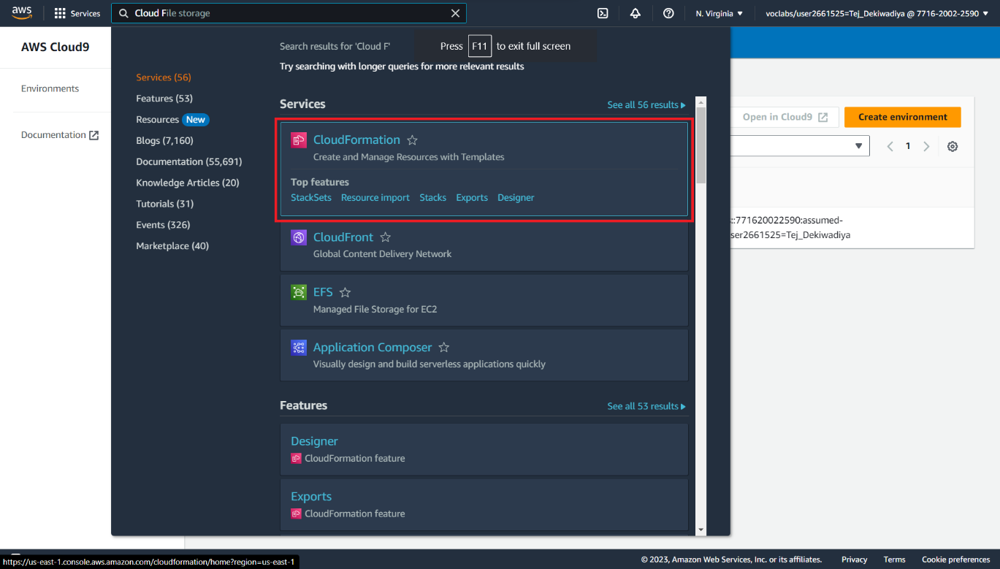 aws
Services
Cloud File storage
N. Virginia
voclabs/user2661525=Tej_Dekiwadiya @ 7716-2002-2590
AWS Cloud9
Environments
Documentation
Search results for 'Cloud F'
Press F11 to exit full screen
Try searching with longer queries for more relevant results
Services (56)
Features (53)
Resources New
Blogs (7,160)
Documentation (55,691)
Knowledge Articles (20)
Tutorials (31)
Events (326)
Marketplace (40)
Services
See all 56 results
CloudFormation
Create and Manage Resources with Templates
Top features
StackSets Resource import Stacks Exports Designer
CloudFront
Global Content Delivery Network
EFS
Managed File Storage for EC2
Application Composer
Visually design and build serverless applications quickly
Features
See all 53 results
Designer
CloudFormation feature
Exports
CloudFormation feature
Open in Cloud9
Create environment
1
::771620022590:assumed-
ser2661525=Tej_Dekiwadiya
https://us-east-1.console.aws.amazon.com/cloudformation/home?region=us-east-1
© 2023, Amazon Web Services, Inc. or its affiliates.
Privacy
Terms
Cookie preferences